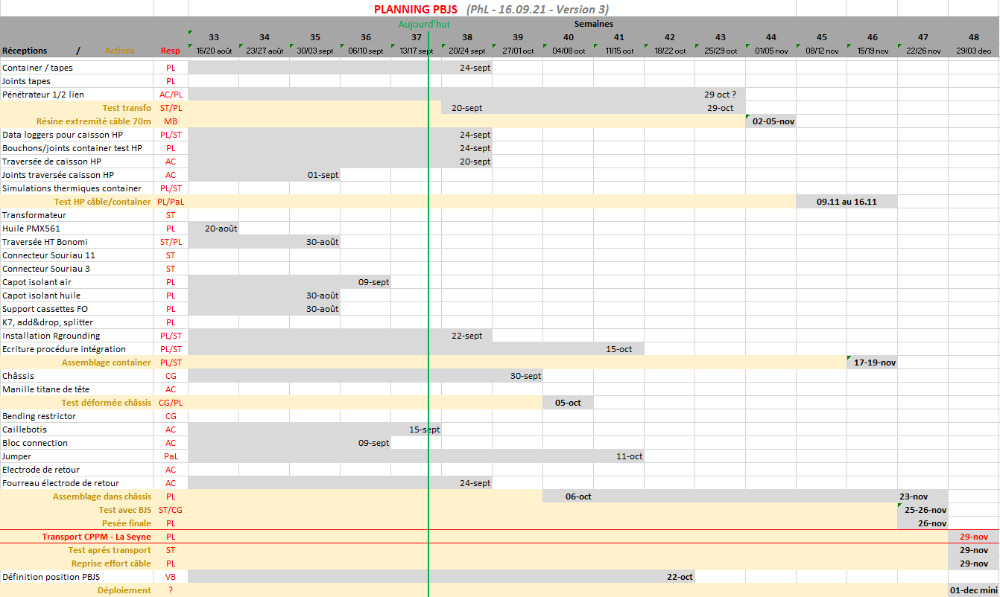 PLANNING PBJS (PhL - 16.09.21 - Version 3)
Aujourd'hui Semaines
33 34 35 36 37 38 39 40 41 42 43 44 45 46 47 48
Réceptions / Actions Resp 16/20 août 23/27 août 30/03 sept 06/10 sept 13/17 sept 20/24 sept 27/01 oct 04/08 oct 11/15 oct 18/22 oct 25/29 oct 01/05 nov 08/12 nov 15/19 nov 22/26 nov 29/03 dec
Container / tapes PL 24-sept
Joints tapes PL
Pénétrateur 1/2 lien AC/PL 29 oct ?
Test transfo ST/PL 20-sept 29-oct
Résine extremité câble 70m MB 02-05-nov
Data loggers pour caisson HP PL/ST 24-sept
Bouchons/joints container test HP PL 24-sept
Traversée de caisson HP AC 20-sept
Joints traversée caisson HP AC 01-sept
Simulations thermiques container PL/ST
Test HP câble/container PL/PaL 09.11 au 16.11
Transformateur ST
Huile PMX561 PL 20-août
Traversée HT Bonomi ST/PL 30-août
Connecteur Souriau 11 ST
Connecteur Souriau 3 ST
Capot isolant air PL 09-sept
Capot isolant huile PL 30-août
Support cassettes FO PL 30-août
K7, add&drop, splitter PL
Installation Rgrounding PL/ST 22-sept
Ecriture procédure intégration PL/ST 15-oct
Assemblage container PL/ST 17-19-nov
Châssis CG 30-sept
Manille titane de tête AC
Test déformée châssis CG/PL 05-oct
Bending restrictor CG
Caillebotis AC 15-sept
Bloc connection AC 09-sept
Jumper PaL 11-oct
Electrode de retour AC
Fourreau électrode de retour AC 24-sept
Assemblage dans châssis PL 06-oct 23-nov
Test avec BJS ST/CG 25-26-nov
Pesée finale PL 26-nov
Transport CPPM - La Seyne PL 29-nov
Test aprés transport ST 29-nov
Reprise effort câble PL 29-nov
Définition position PBJS VB 22-oct
Déploiement ? 01-dec mini